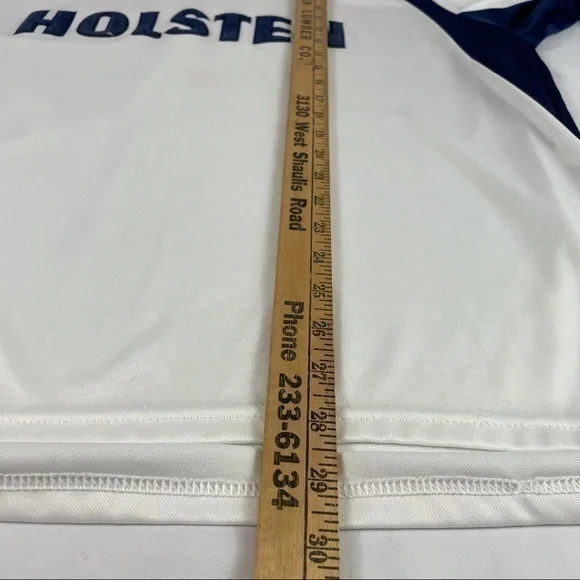 HOLSTEN
LUMBER CO.
3130 West Shaulis Road
Phone 233-6134
20 21 22 23 24 25 26 27 28 29 30